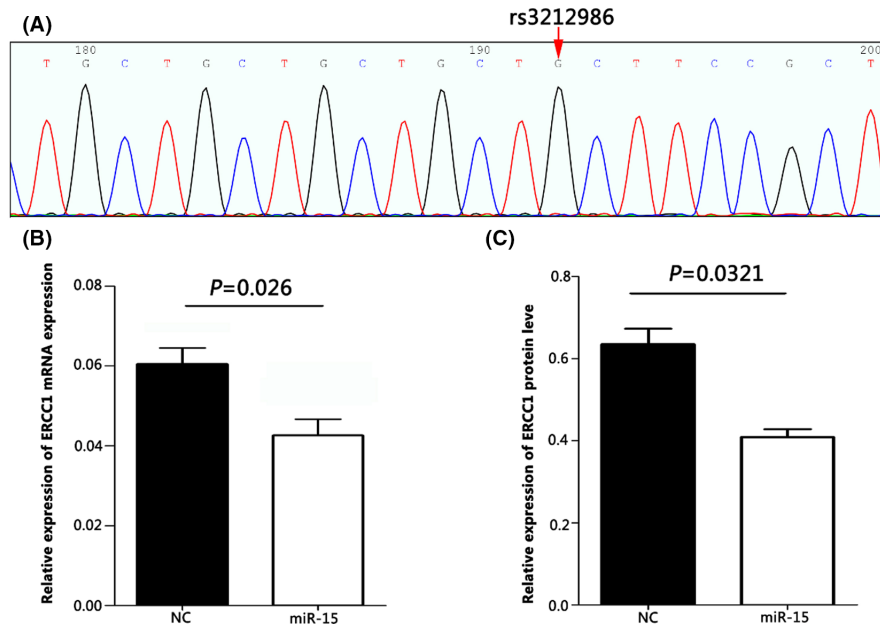 (A)
rs3212986
180 190 200
T G C T G C T G C T G C T G C T T C C G C T
(B)
P=0.026
Relative expression of ERCC1 mRNA expression
0.08
0.06
0.04
0.02
0.00
NC miR-15
(C)
P=0.0321
Relative expression of ERCC1 protein leve
0.8
0.6
0.4
0.2
0.0
NC miR-15